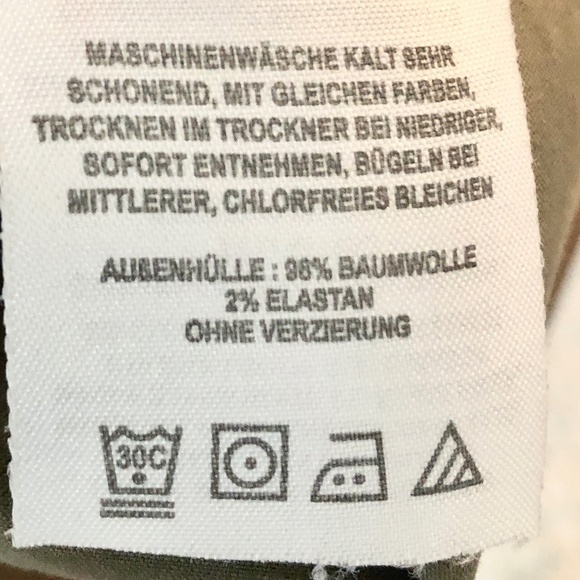 MASCHINENWÄSCHE KALT SEHR
SCHONEND, MIT GLEICHEN FARBEN,
TROCKNEN IM TROCKNER BEI NIEDRIGER,
SOFORT ENTNEHMEN, BÜGELN BEI
MITTLERER, CHLORFREIES BLEICHEN
AUßENHÜLLE : 98% BAUMWOLLE
2% ELASTAN
OHNE VERZIERUNG
30C